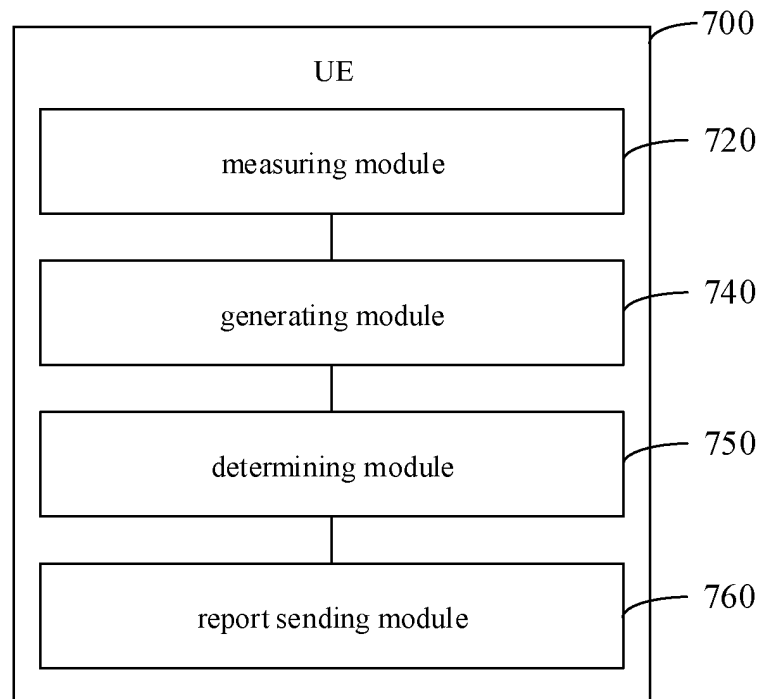 700
UE
measuring module
720
generating module
740
determining module
750
report sending module
760